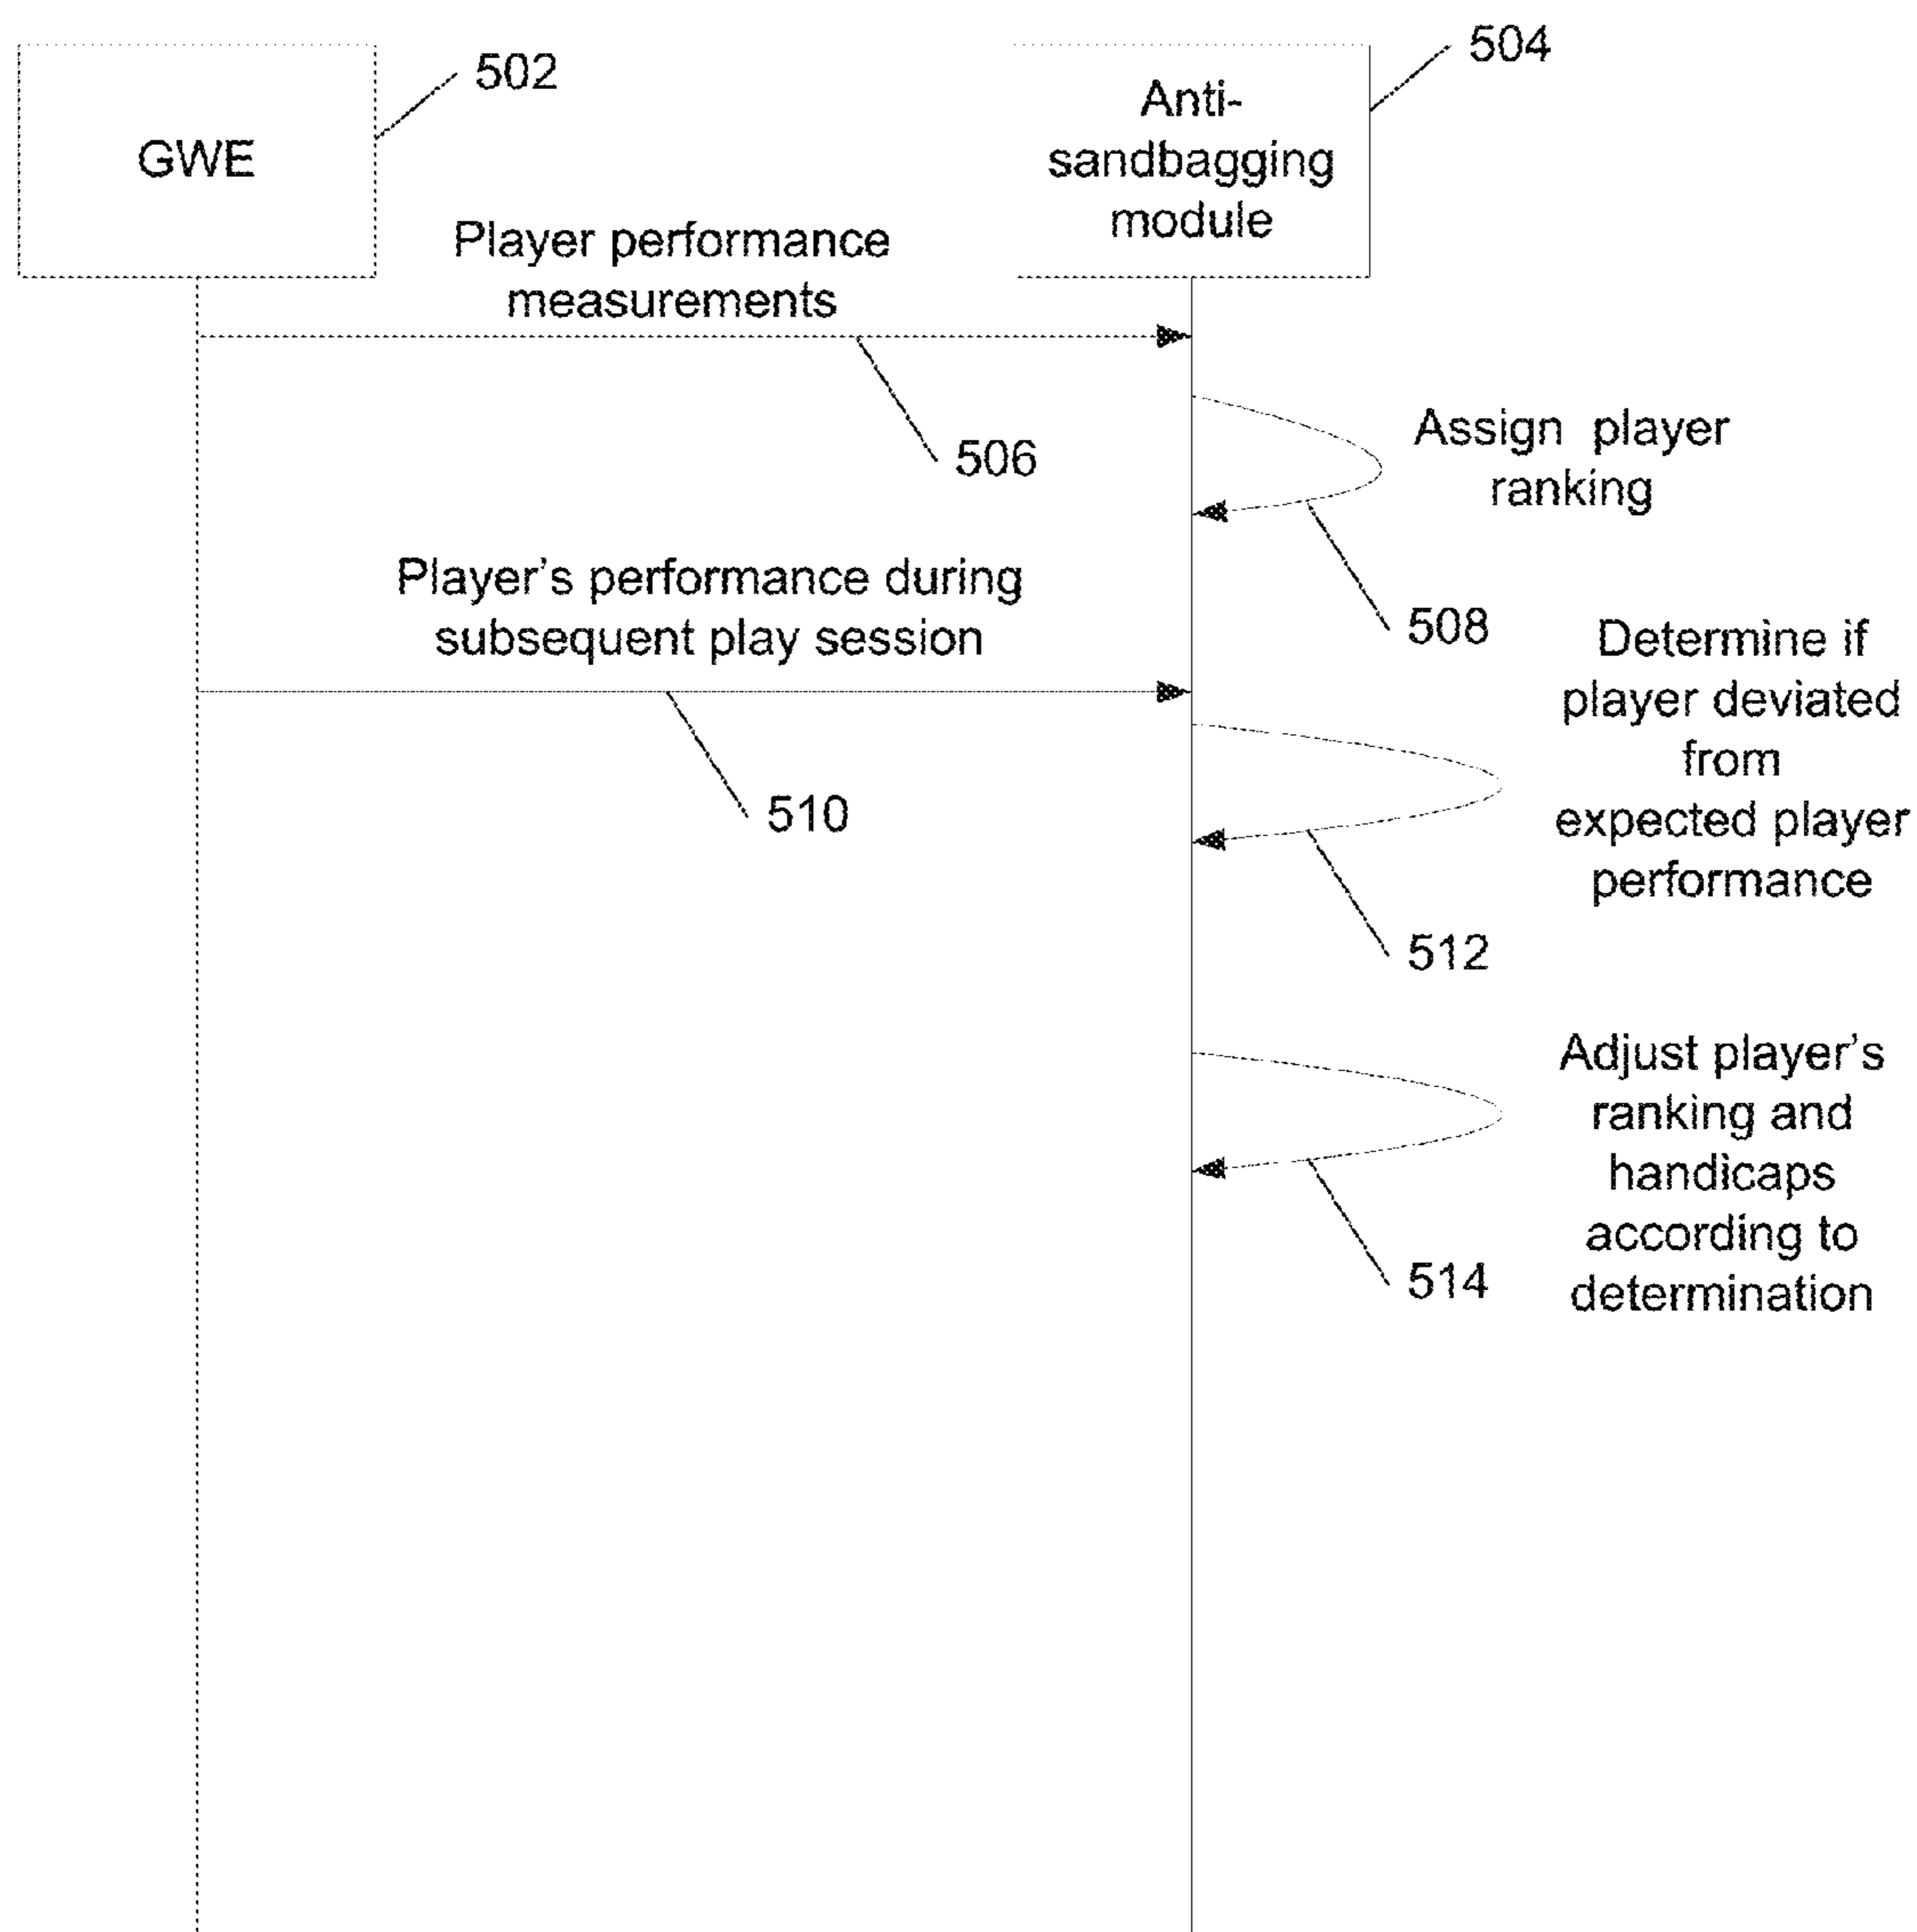 504
502
Anti-
sandbagging
module
GWE
Player performance
measurements
506
Assign player
ranking
508
Player's performance during
subsequent play session
510
Determine if
player deviated
from
expected player
performance
512
Adjust player's
ranking and
handicaps
according to
determination
514